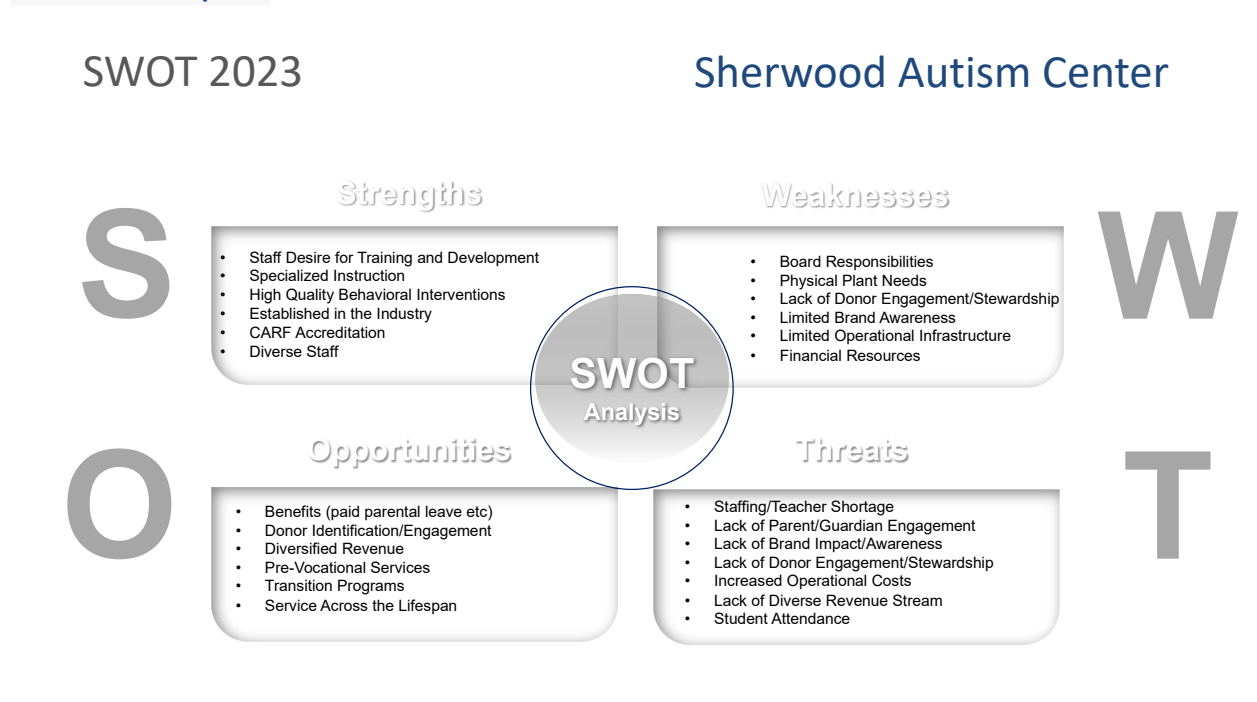 SWOT 2023
Sherwood Autism Center
S
Strengths
• Staff Desire for Training and Development
• Specialized Instruction
• High Quality Behavioral Interventions
• Established in the Industry
• CARF Accreditation
• Diverse Staff
W
Weaknesses
• Board Responsibilities
• Physical Plant Needs
• Lack of Donor Engagement/Stewardship
• Limited Brand Awareness
• Limited Operational Infrastructure
• Financial Resources
SWOT
Analysis
O
Opportunities
• Benefits (paid parental leave etc)
• Donor Identification/Engagement
• Diversified Revenue
• Pre-Vocational Services
• Transition Programs
• Service Across the Lifespan
T
Threats
• Staffing/Teacher Shortage
• Lack of Parent/Guardian Engagement
• Lack of Brand Impact/Awareness
• Lack of Donor Engagement/Stewardship
• Increased Operational Costs
• Lack of Diverse Revenue Stream
• Student Attendance